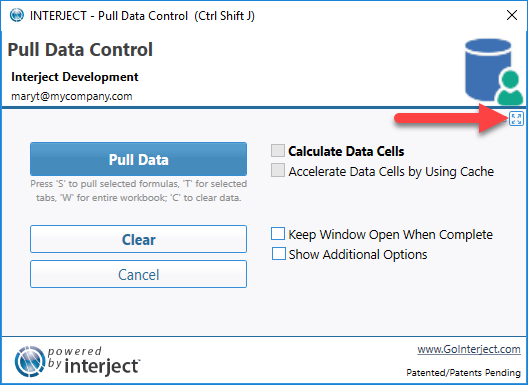 INTERJECT - Pull Data Control (Ctrl Shift J)
Pull Data Control
Interject Development
maryt@mycompany.com
Pull Data
Press 'S' to pull selected formulas, 'T' for selected
tabs, 'W' for entire workbook; 'C' to clear data.
Clear
Cancel
Calculate Data Cells
Accelerate Data Cells by Using Cache
Keep Window Open When Complete
Show Additional Options
powered
by interject™
www.GoInterject.com
Patented/Patents Pending